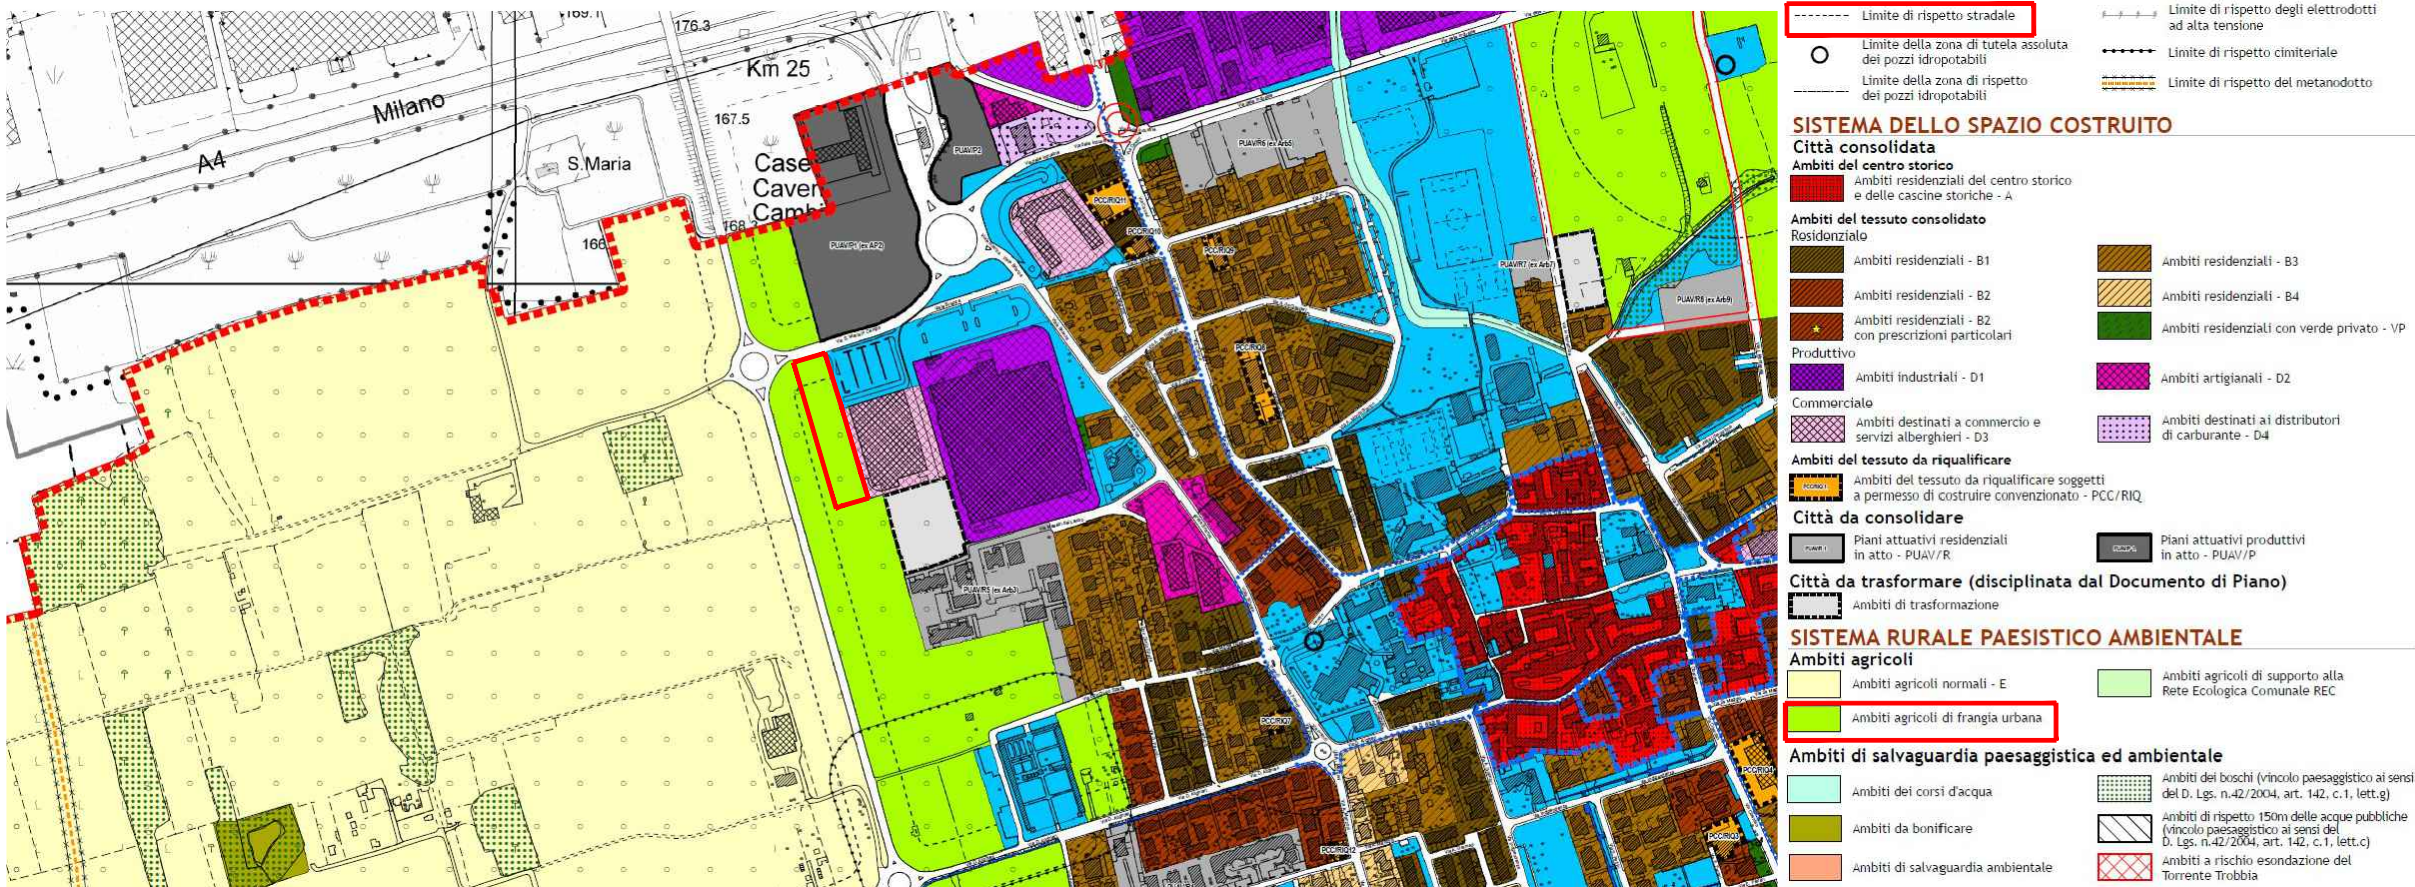 169.1
176.3
Km 25
Milano
A4
167.5
S.Maria
Case
Caven
Cambi
168.2
166
PUAV/P2
PUAV/P1 (ex AP2)
PUAV/R6 (ex Arb5)
PCC/RIQ11
PCC/RIQ10
PCC/RIQ9
PCC/RIQ8
PUAV/R7 (ex Arb7)
PUAV/R8 (ex Arb9)
PUAV/R5 (ex Arb3)
PCC/RIQ7
PCC/RIQ4
PCC/RIQ3
PCC/RIQ12
Limite di rispetto stradale
Limite di rispetto degli elettrodotti
ad alta tensione
Limite della zona di tutela assoluta
dei pozzi idropotabili
Limite di rispetto cimiteriale
Limite della zona di rispetto
dei pozzi idropotabili
Limite di rispetto del metanodotto
SISTEMA DELLO SPAZIO COSTRUITO
Città consolidata
Ambiti del centro storico
Ambiti residenziali del centro storico
e delle cascine storiche - A
Ambiti del tessuto consolidato
Residenziale
Ambiti residenziali - B1
Ambiti residenziali - B3
Ambiti residenziali - B2
Ambiti residenziali - B4
Ambiti residenziali - B2
con prescrizioni particolari
Ambiti residenziali con verde privato - VP
Produttivo
Ambiti industriali - D1
Ambiti artigianali - D2
Commerciale
Ambiti destinati a commercio e
servizi alberghieri - D3
Ambiti destinati ai distributori
di carburante - D4
Ambiti del tessuto da riqualificare
Ambiti del tessuto da riqualificare soggetti
a permesso di costruire convenzionato - PCC/RIQ
Città da consolidare
Piani attuativi residenziali
in atto - PUAV/R
Piani attuativi produttivi
in atto - PUAV/P
Città da trasformare (disciplinata dal Documento di Piano)
Ambiti di trasformazione
SISTEMA RURALE PAESISTICO AMBIENTALE
Ambiti agricoli
Ambiti agricoli normali - E
Ambiti agricoli di supporto alla
Rete Ecologica Comunale REC
Ambiti agricoli di frangia urbana
Ambiti di salvaguardia paesaggistica ed ambientale
Ambiti dei corsi d'acqua
Ambiti dei boschi (vincolo paesaggistico ai sensi
del D. Lgs. n.42/2004, art. 142, c.1, lett.g)
Ambiti da bonificare
Ambiti di rispetto 150m delle acque pubbliche
(vincolo paesaggistico ai sensi del
D. Lgs. n.42/2004, art. 142, c.1, lett.c)
Ambiti di salvaguardia ambientale
Ambiti a rischio esondazione del
Torrente Trobbia